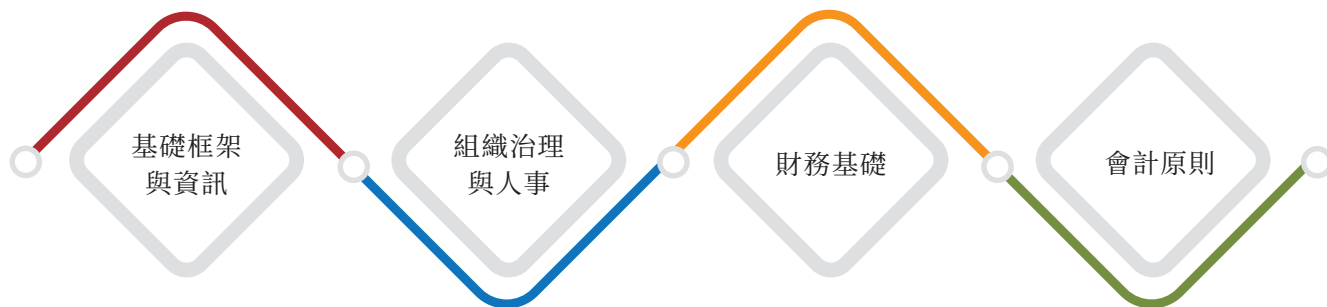 基礎框架
與資訊
組織治理
與人事
財務基礎
會計原則